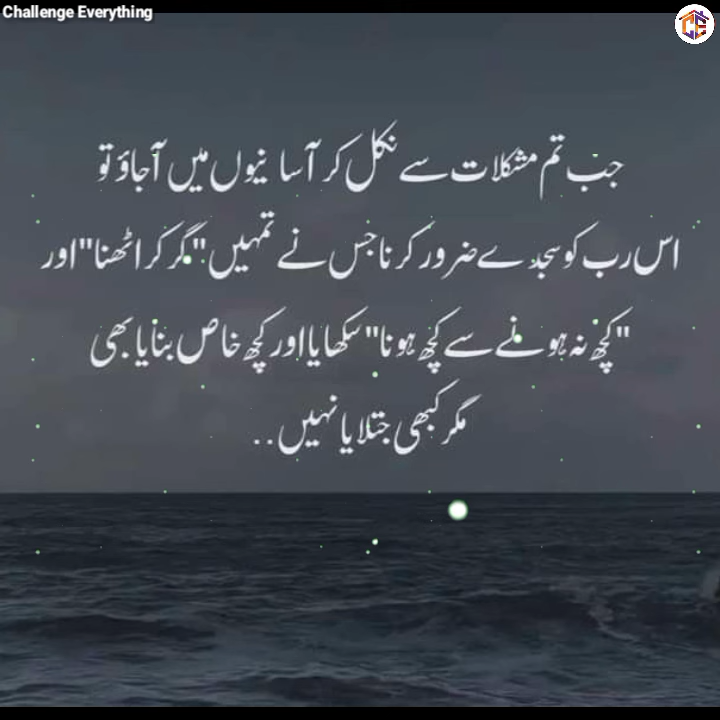 Challenge Everything
جب تم مشکلات سے نکل کر آسانیوں میں آجاؤ تو
اس رب کو سجدے ضرور کرنا جس نے تمہیں "گر کر اٹھنا" اور
"کچھ نہ ہونے سے کچھ ہونا" سکھایا اور کچھ خاص بنایا بھی
مگر کبھی جتلایا نہیں..